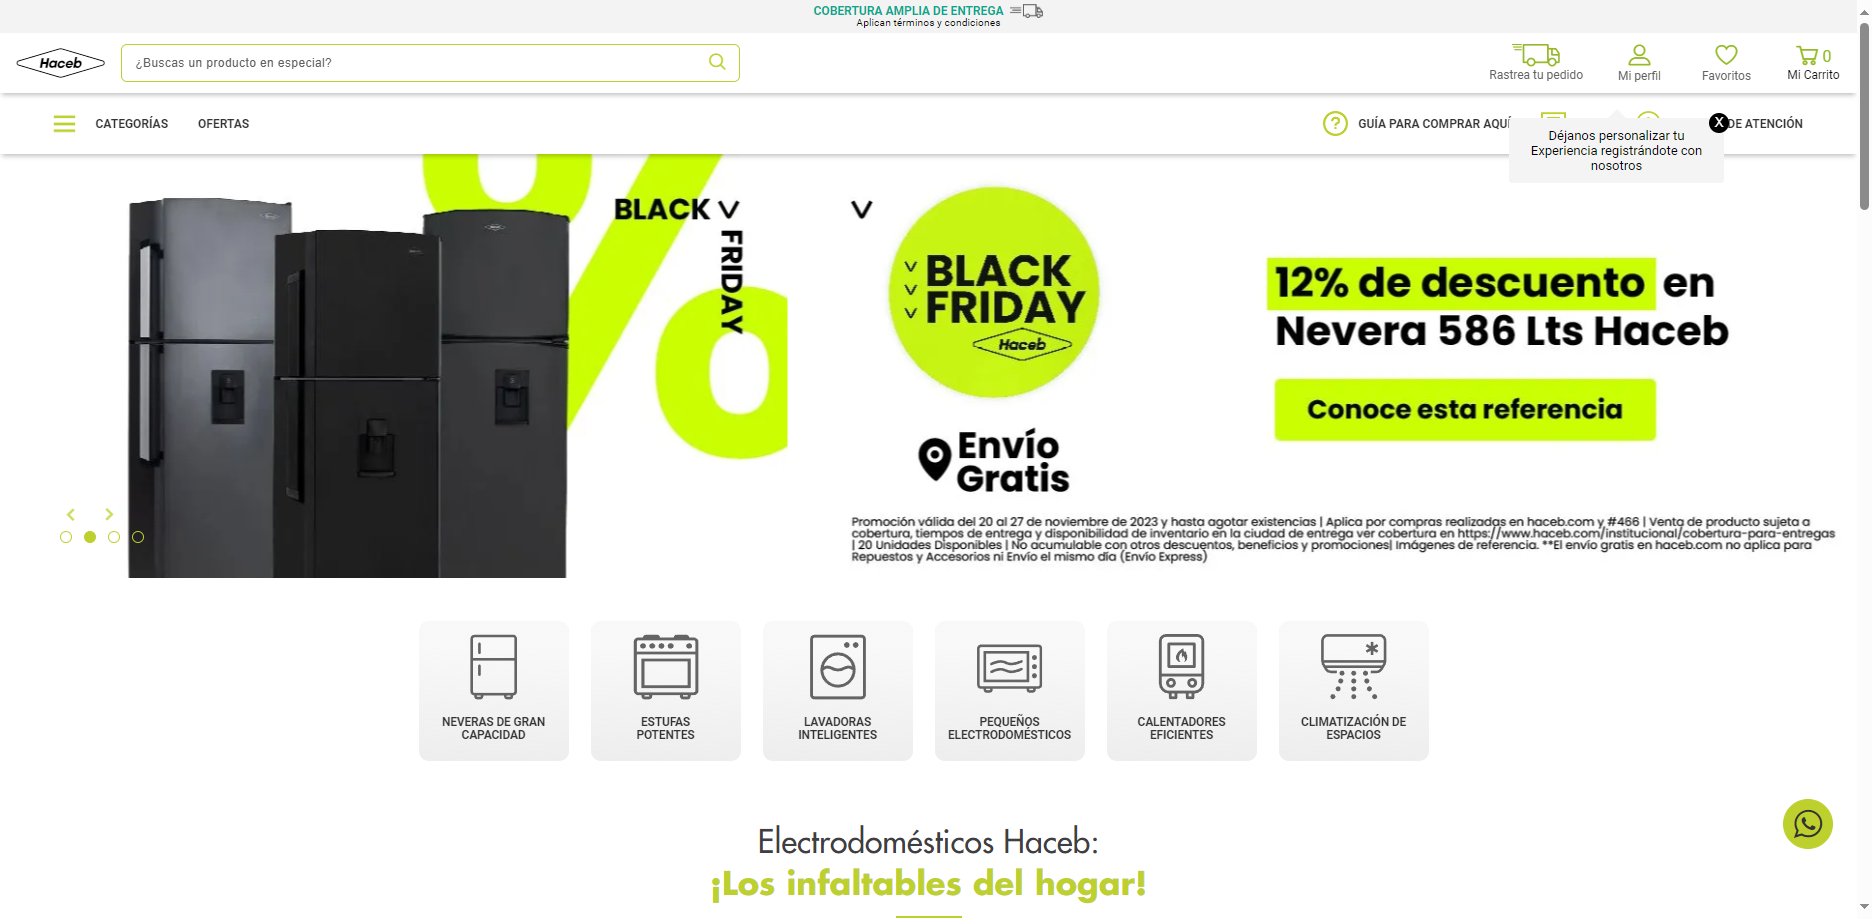 COBERTURA AMPLIA DE ENTREGA
Aplican términos y condiciones
Haceb
¿Buscas un producto en especial?
Rastrea tu pedido
Mi perfil
Favoritos
0
Mi Carrito
CATEGORÍAS
OFERTAS
GUÍA PARA COMPRAR AQUÍ
DE ATENCIÓN
X
Déjanos personalizar tu
Experiencia registrándote con
nosotros
BLACK
FRIDAY
BLACK
FRIDAY
Haceb
12% de descuento en
Nevera 586 Lts Haceb
Conoce esta referencia
Envío
Gratis
Promoción válida del 20 al 27 de noviembre de 2023 y hasta agotar existencias | Aplica por compras realizadas en haceb.com y #466 | Venta de producto sujeta a
cobertura, tiempos de entrega y disponibilidad de inventario en la ciudad de entrega ver cobertura en https://www.haceb.com/institucional/cobertura-para-entregas
| 20 Unidades Disponibles | No acumulable con otros descuentos, beneficios y promociones| Imágenes de referencia. **El envío gratis en haceb.com no aplica para
Repuestos y Accesorios ni Envío el mismo día (Envío Express)
NEVERAS DE GRAN
CAPACIDAD
ESTUFAS
POTENTES
LAVADORAS
INTELIGENTES
PEQUEÑOS
ELECTRODOMÉSTICOS
CALENTADORES
EFICIENTES
CLIMATIZACIÓN DE
ESPACIOS
Electrodomésticos Haceb:
¡Los infaltables del hogar!